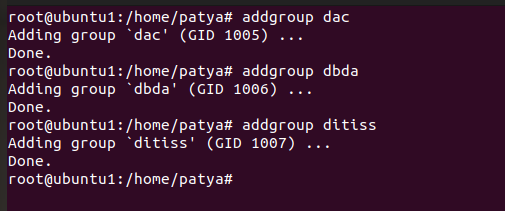 root@ubuntu1:/home/patya# addgroup dac
Adding group `dac' (GID 1005) ...
Done.
root@ubuntu1:/home/patya# addgroup dbda
Adding group `dbda' (GID 1006) ...
Done.
root@ubuntu1:/home/patya# addgroup ditiss
Adding group `ditiss' (GID 1007) ...
Done.
root@ubuntu1:/home/patya#